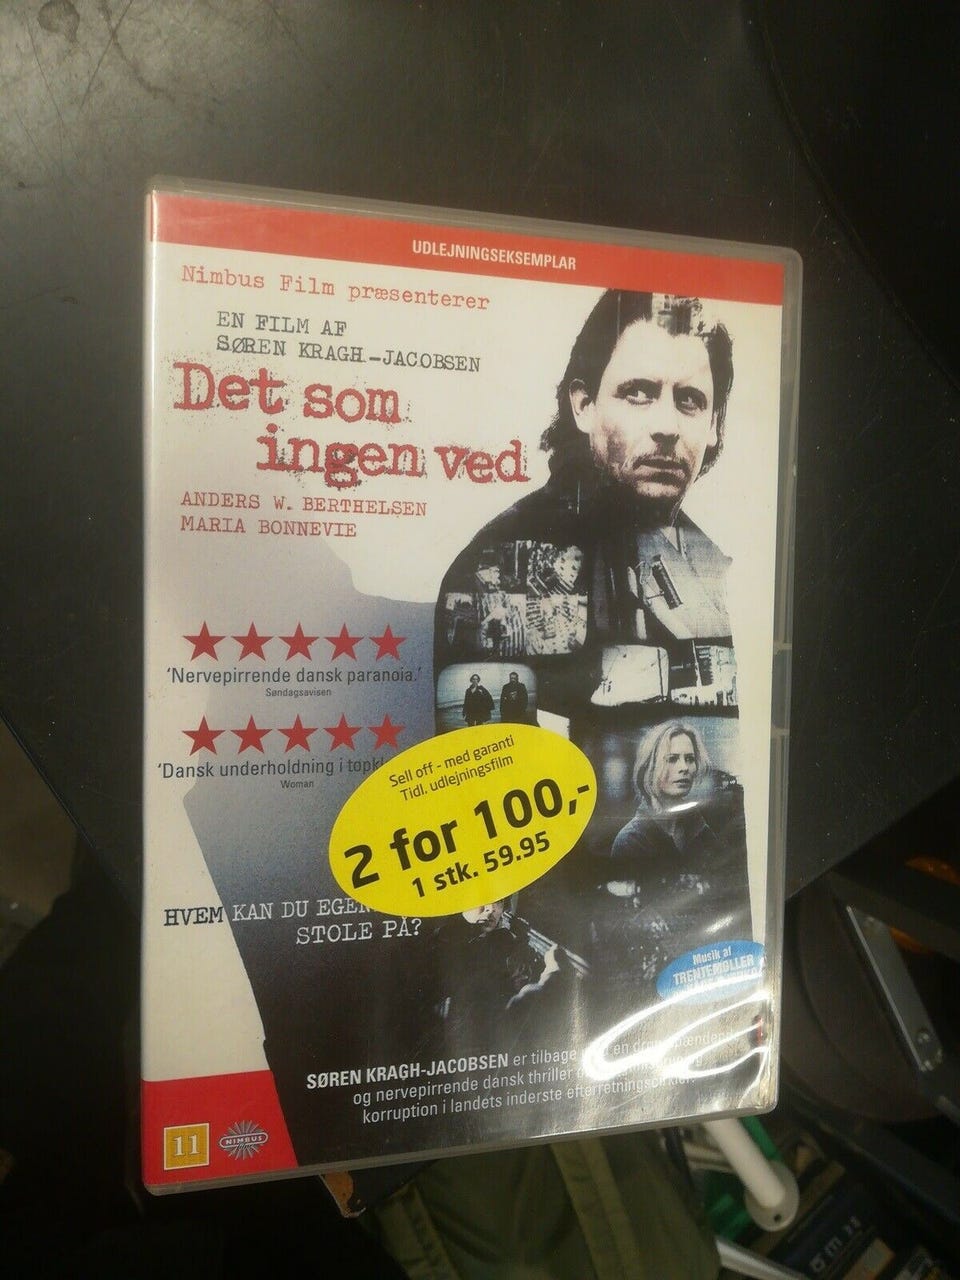 UDLEJNINGSEKSEMPLAR
Nimbus Film præsenterer
EN FILM AF
SØREN KRAGH-JACOBSEN
Det som
ingen ved
ANDERS W. BERTHELSEN
MARIA BONNEVIE
'Nervepirrende dansk paranoia.'
Søndagsavisen
'Dansk underholdning i
Woman
Sell off - med garanti
Tidl. udlejningsfilm
2 for 100,-
1 stk. 59.95
HVEM KAN DU
STOLE PÅ?
Musik af
TRENTEMØLLER
SØREN KRAGH-JACOBSEN er tilbage en
og nervepirrende dansk thriller
korruption i landets inderste
11
NIMBUS